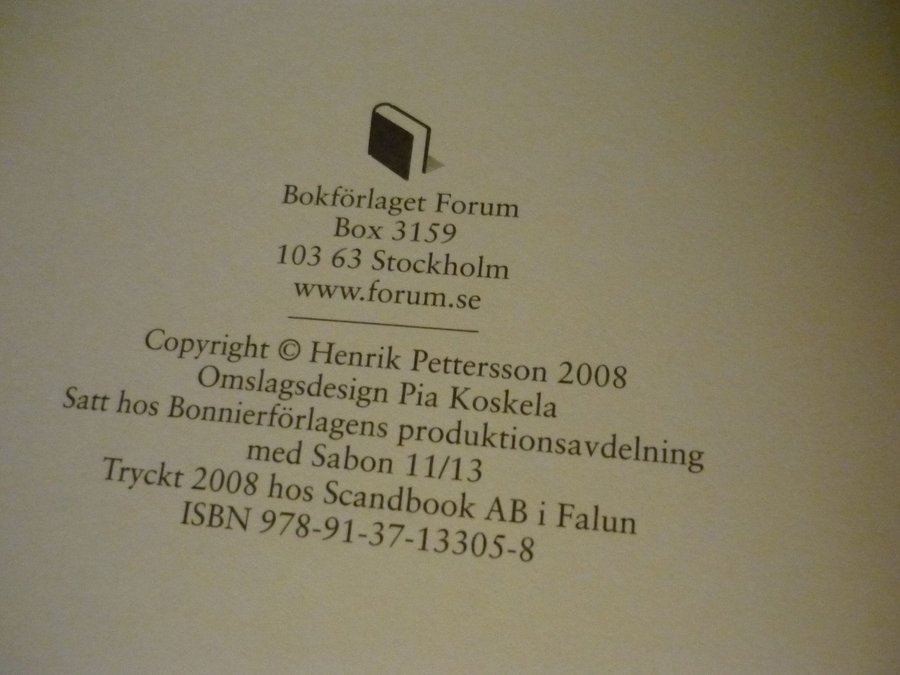 Bokförlaget Forum
Box 3159
103 63 Stockholm
www.forum.se
Copyright © Henrik Pettersson 2008
Omslagsdesign Pia Koskela
Satt hos Bonnierförlagens produktionsavdelning
med Sabon 11/13
Tryckt 2008 hos Scandbook AB i Falun
ISBN 978-91-37-13305-8